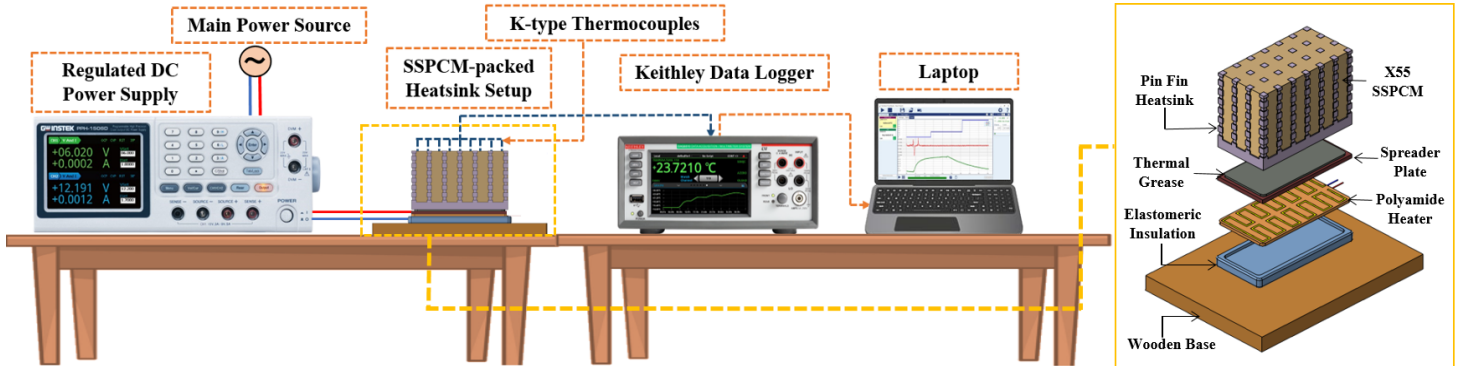 Main Power Source
K-type Thermocouples
Regulated DC
Power Supply
SSPCM-packed
Heatsink Setup
Keithley Data Logger
Laptop
GWINSTEK
+06.020 V
+0.0002 A
+12.191 V
+0.0012 A
POWER
-23.7210 °C
Pin Fin
Heatsink
X55
SSPCM
Thermal
Grease
Spreader
Plate
Polyamide
Heater
Elastomeric
Insulation
Wooden Base